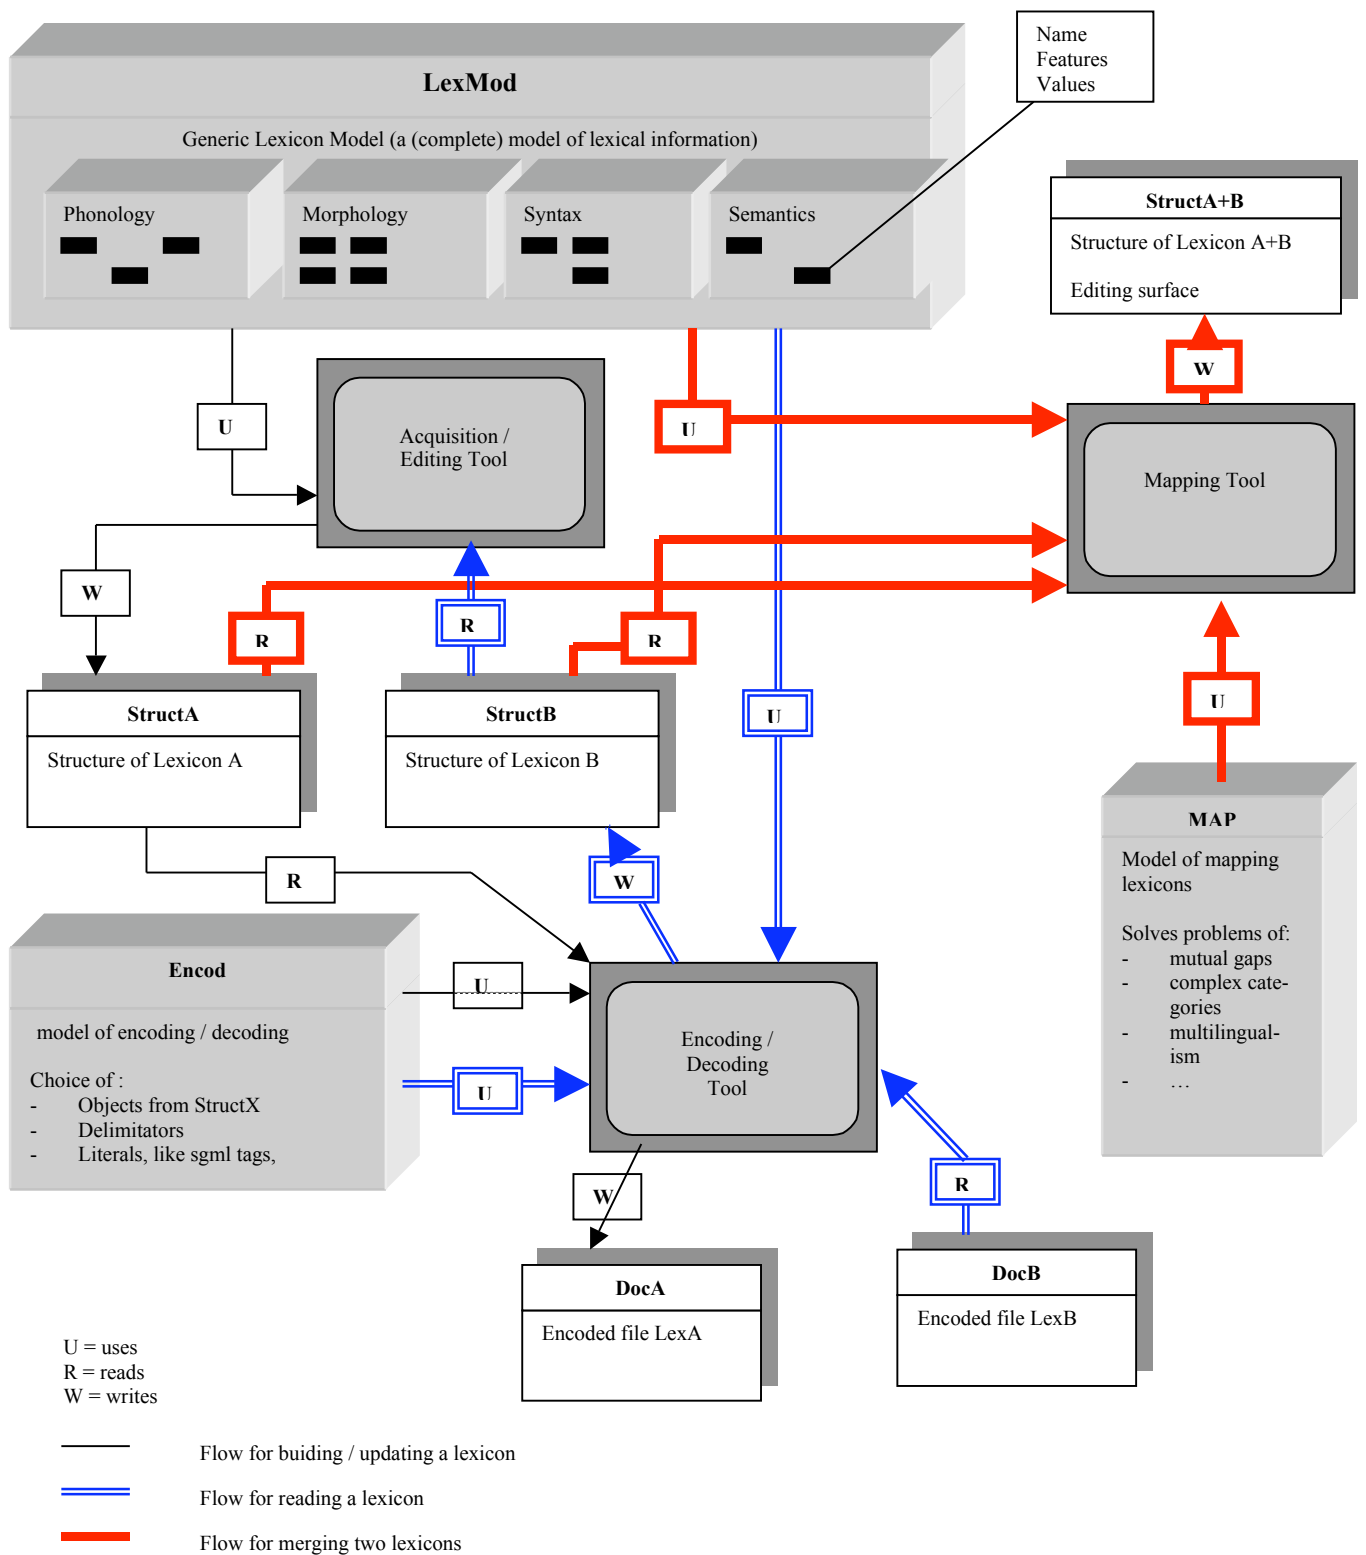 Name
Features
Values
LexMod
Generic Lexicon Model (a (complete) model of lexical information)
Phonology
Morphology
Syntax
Semantics
StructA+B
Structure of Lexicon A+B
Editing surface
W
U
U
Acquisition /
Editing Tool
Mapping Tool
W
R
R
R
U
U
StructA
Structure of Lexicon A
StructB
Structure of Lexicon B
MAP
Model of mapping
lexicons
Solves problems of:
- mutual gaps
- complex cate-
gories
- multilingual-
ism
- …
R
W
Encod
model of encoding / decoding
Choice of :
- Objects from StructX
- Delimitators
- Literals, like sgml tags,
U
U
Encoding /
Decoding
Tool
W
R
DocA
Encoded file LexA
DocB
Encoded file LexB
U = uses
R = reads
W = writes
Flow for buiding / updating a lexicon
Flow for reading a lexicon
Flow for merging two lexicons